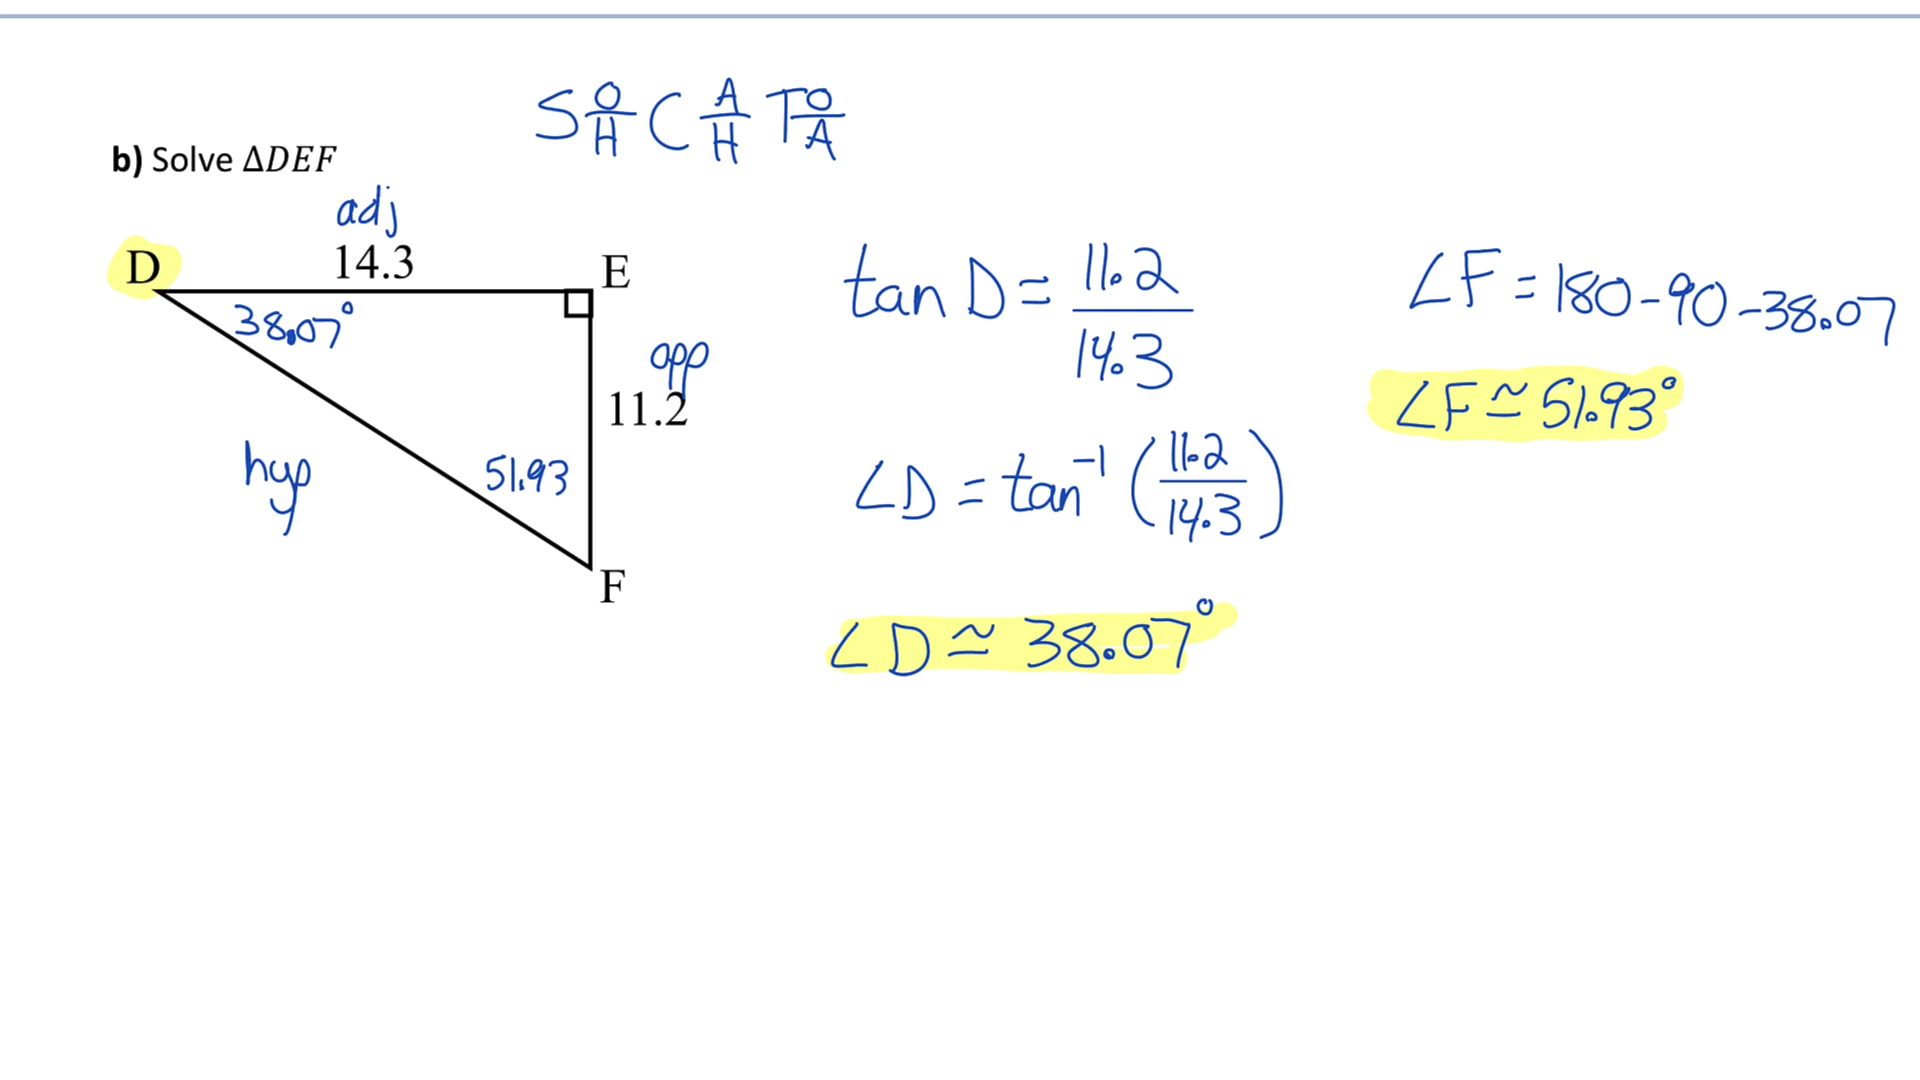 S O/H C A/H T O/A
b) Solve ΔDEF
adj
14.3
D
E
38.07°
opp
11.2
hyp
51.93
F
tan D = 11.2/14.3
∠D = tan⁻¹ (11.2/14.3)
∠D ≃ 38.07°
∠F = 180-90-38.07
∠F ≃ 51.93°